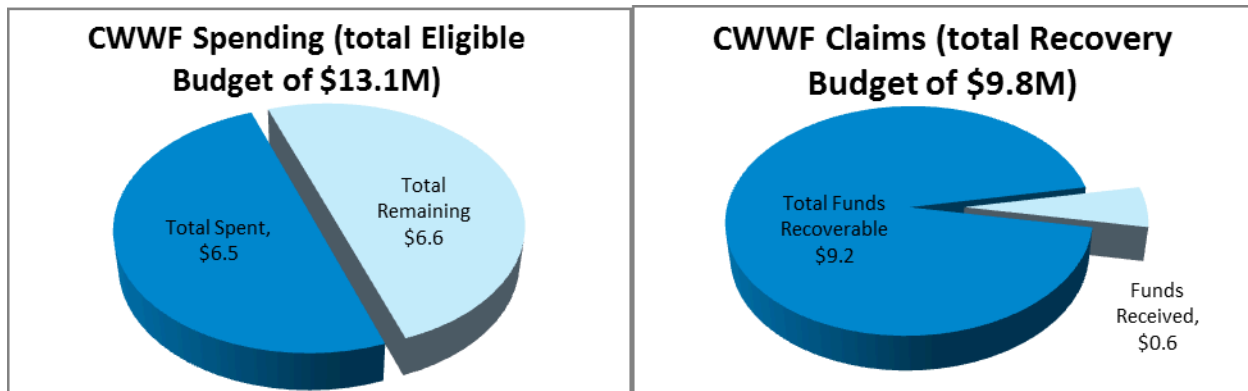 CWWF Spending (total Eligible
Budget of $13.1M)
Total Spent,
$6.5
Total
Remaining
$6.6
CWWF Claims (total Recovery
Budget of $9.8M)
Total Funds
Recoverable
$9.2
Funds
Received,
$0.6